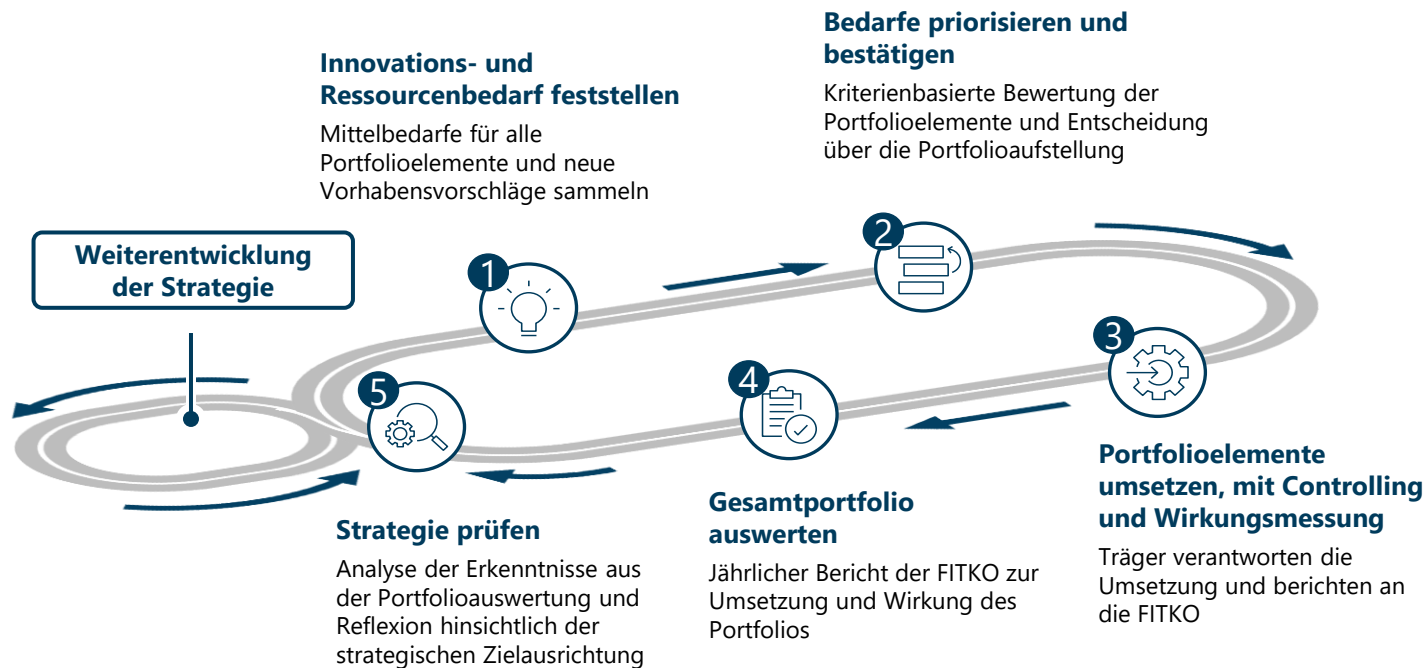 Innovations- und
Ressourcenbedarf feststellen
Mittelbedarfe für alle
Portfolioelemente und neue
Vorhabensvorschläge sammeln
Bedarfe priorisieren und
bestätigen
Kriterienbasierte Bewertung der
Portfolioelemente und Entscheidung
über die Portfolioaufstellung
Weiterentwicklung
der Strategie
1
2
3
4
5
Strategie prüfen
Analyse der Erkenntnisse aus
der Portfolioauswertung und
Reflexion hinsichtlich der
strategischen Zielausrichtung
Gesamtportfolio
auswerten
Jährlicher Bericht der FITKO zur
Umsetzung und Wirkung des
Portfolios
Portfolioelemente
umsetzen, mit Controlling
und Wirkungsmessung
Träger verantworten die
Umsetzung und berichten an
die FITKO